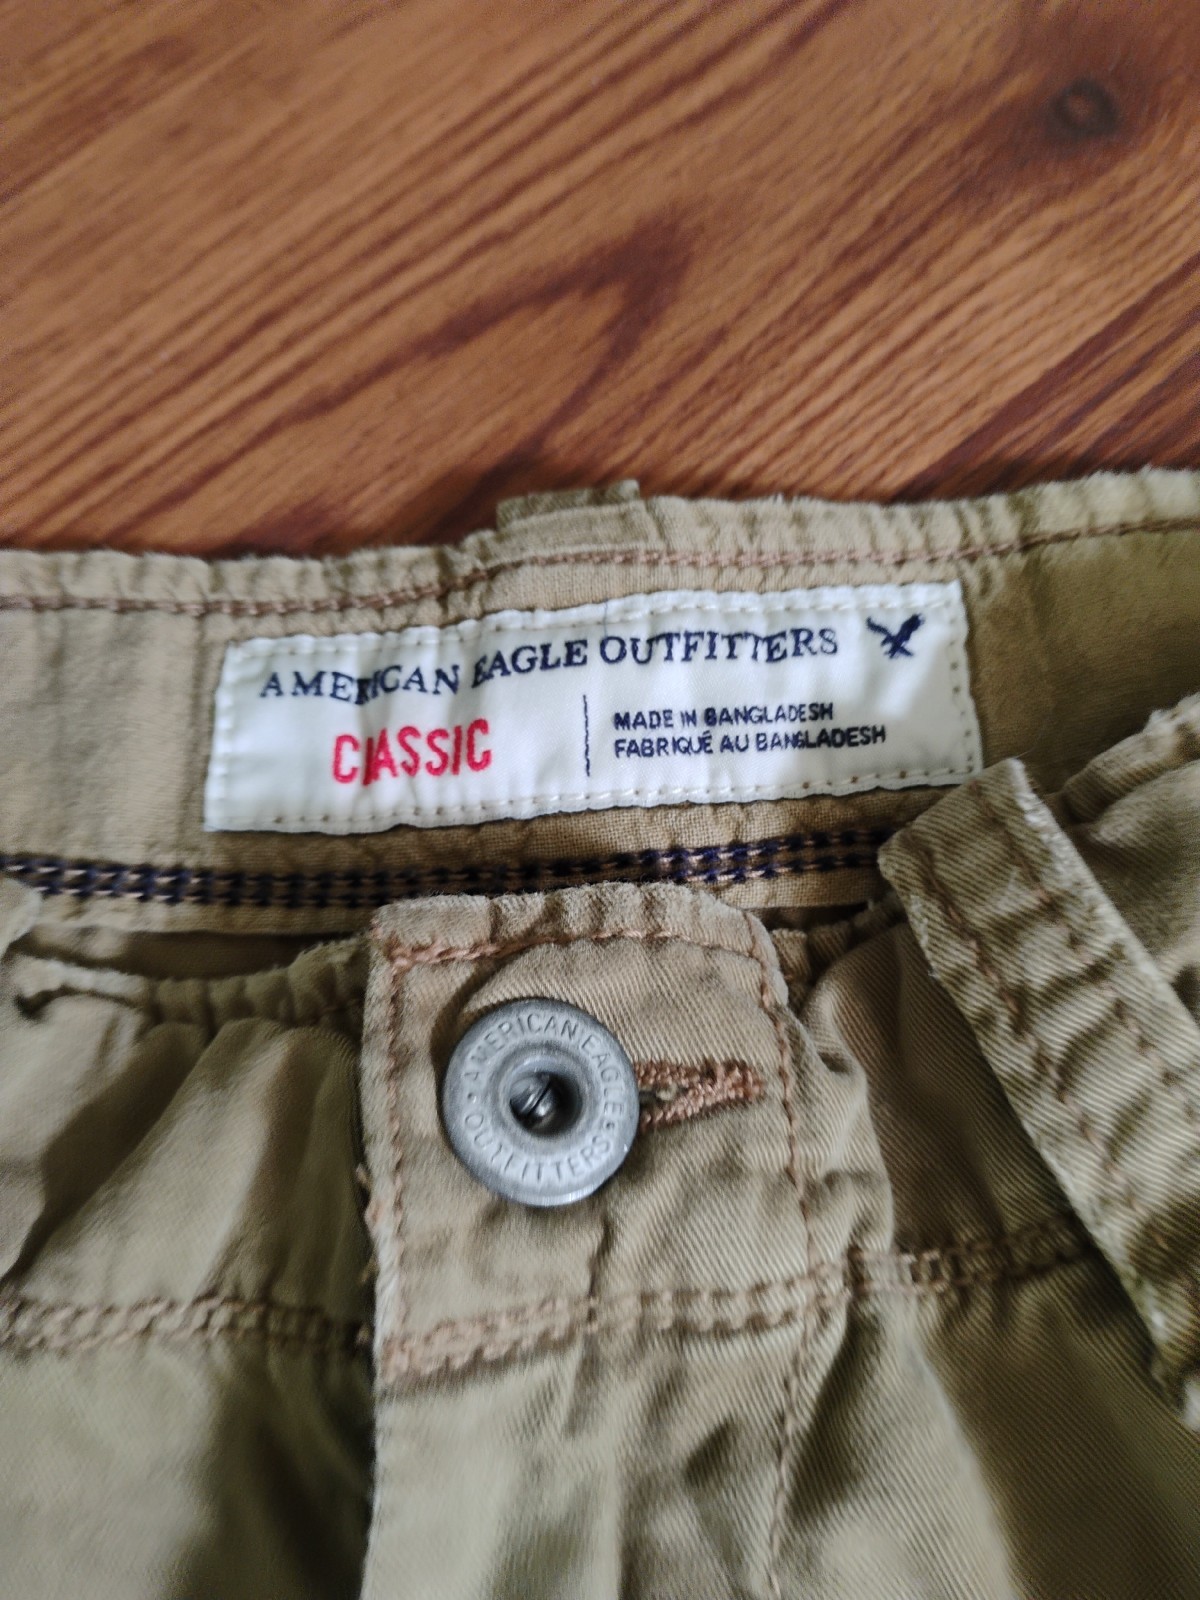 AMERICAN EAGLE OUTFITTERS
CLASSIC
MADE IN BANGLADESH
FABRIQUÉ AU BANGLADESH
AMERICAN EAGLE
OUTFITTERS